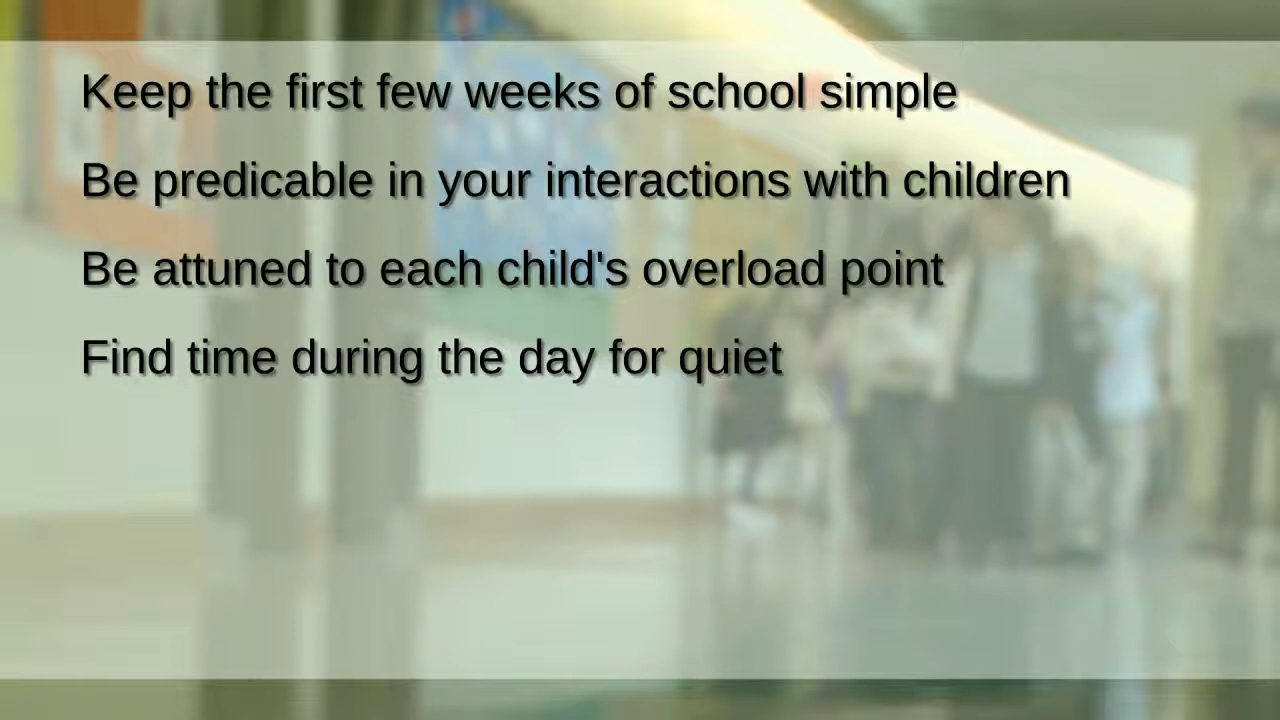 Keep the first few weeks of school simple
Be predicable in your interactions with children
Be attuned to each child's overload point
Find time during the day for quiet